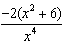 −2(x² + 6)
x⁴